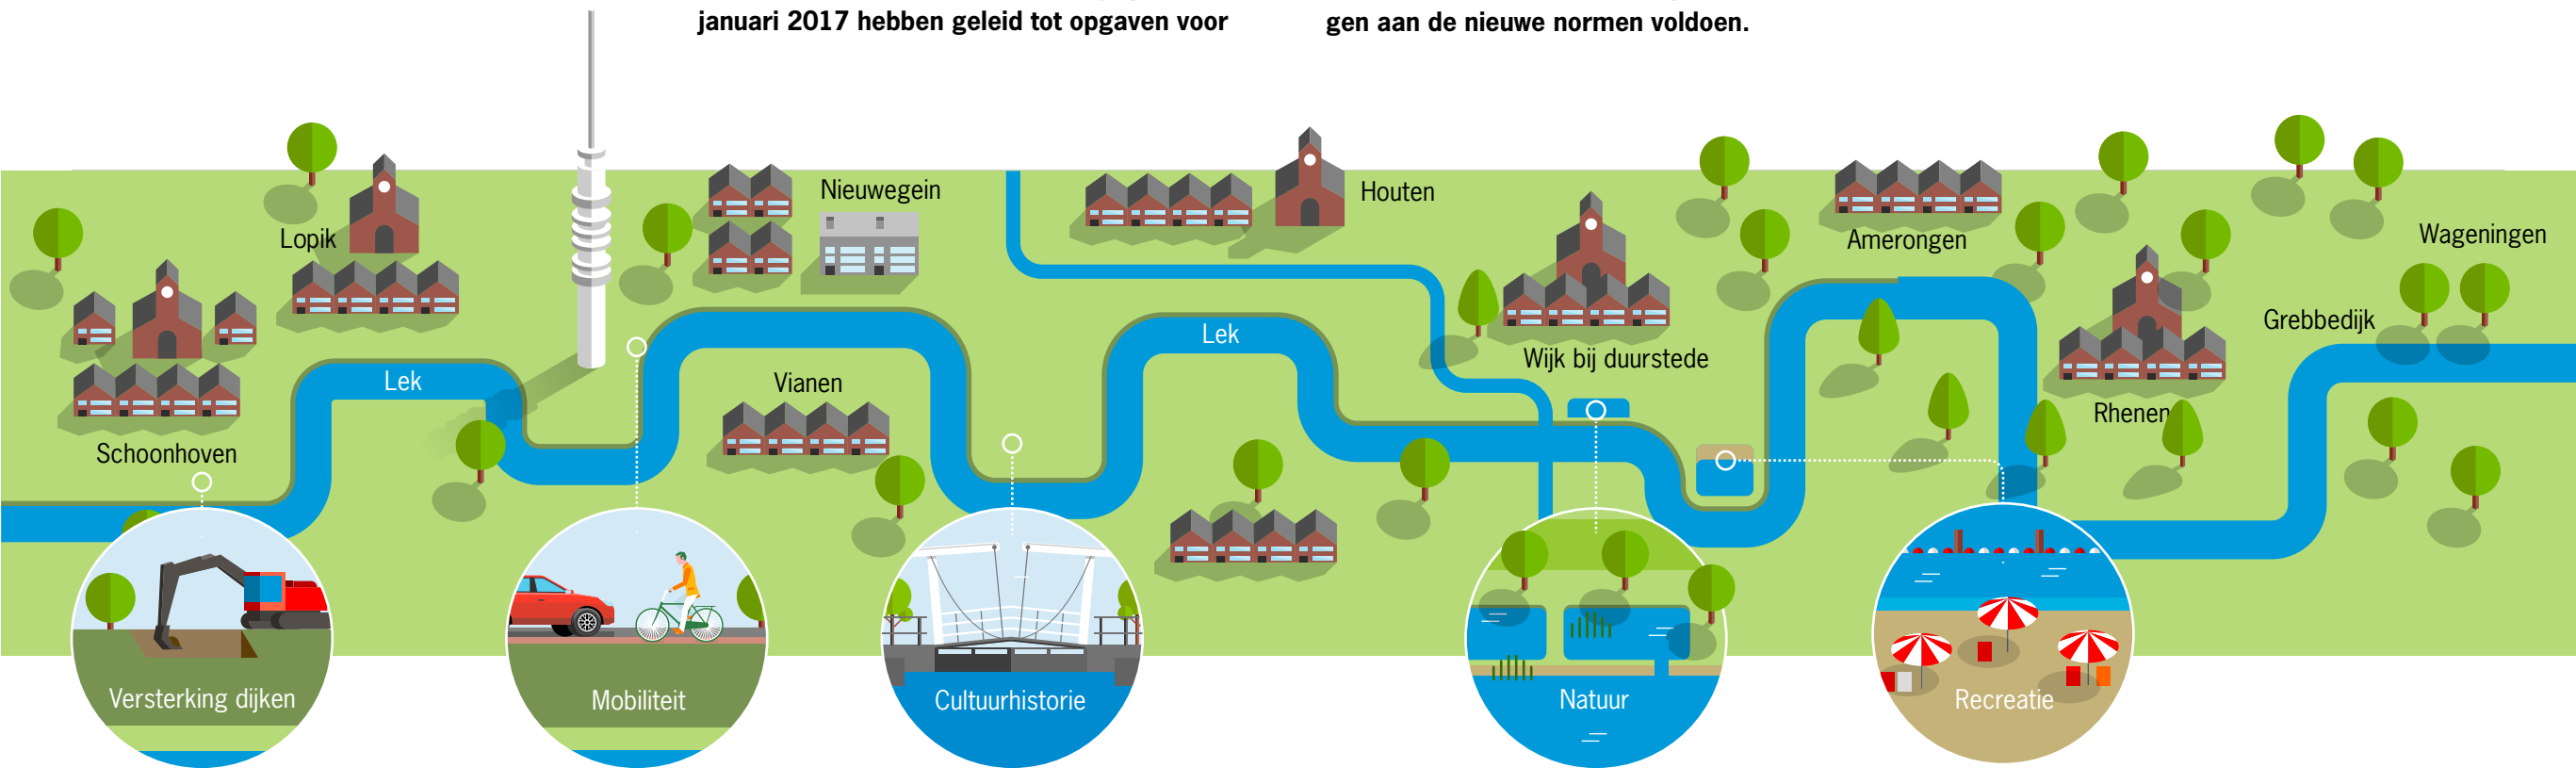 januari 2017 hebben geleid tot opgaven voor
gen aan de nieuwe normen voldoen.
Nieuwegein
Houten
Lopik
Amerongen
Wageningen
Grebbedijk
Lek
Wijk bij duurstede
Lek
Vianen
Rhenen
Schoonhoven
Versterking dijken
Mobiliteit
Cultuurhistorie
Natuur
Recreatie